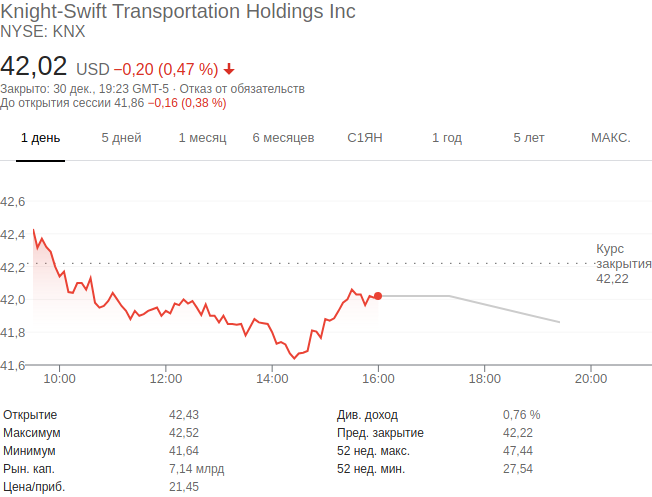 Knight-Swift Transportation Holdings Inc
NYSE: KNX
42,02 USD −0,20 (0,47 %)
Закрыто: 30 дек., 19:23 GMT-5 · Отказ от обязательств
До открытия сессии 41,86 −0,16 (0,38 %)
1 день 5 дней 1 месяц 6 месяцев С1ЯН 1 год 5 лет МАКС.
42,6
42,4
42,2
42,0
41,8
41,6
Курс
закрытия
42,22
10:00 12:00 14:00 16:00 18:00 20:00
Открытие 42,43 Див. доход 0,76 %
Максимум 42,52 Пред. закрытие 42,22
Минимум 41,64 52 нед. макс. 47,44
Рын. кап. 7,14 млрд 52 нед. мин. 27,54
Цена/приб. 21,45